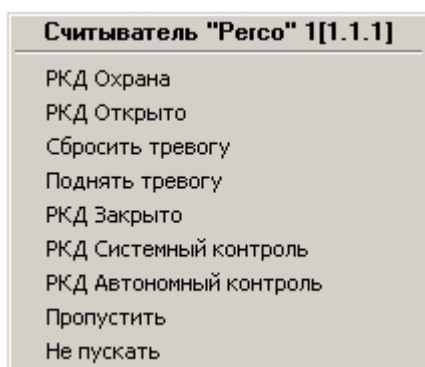 Считыватель "Perco" 1[1.1.1]
РКД Охрана
РКД Открыто
Сбросить тревогу
Поднять тревогу
РКД Закрыто
РКД Системный контроль
РКД Автономный контроль
Пропустить
Не пускать